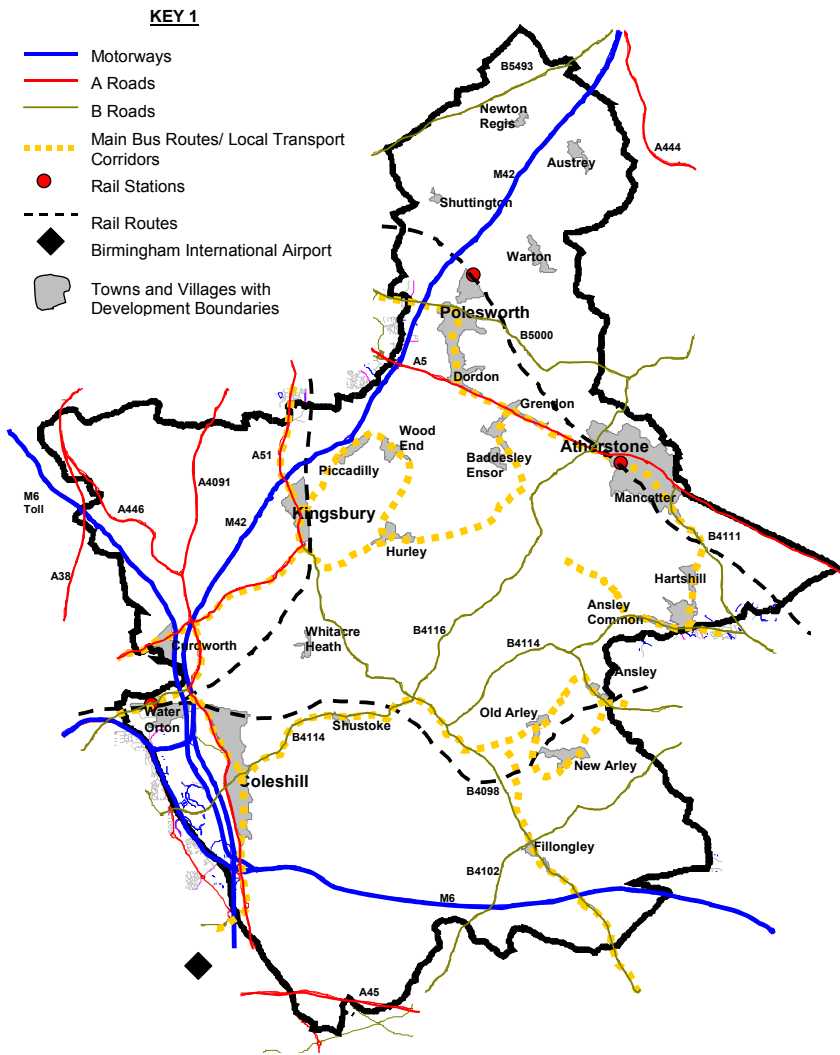 KEY 1
Motorways
A Roads
B Roads
Main Bus Routes/ Local Transport
Corridors
Rail Stations
Rail Routes
Birmingham International Airport
Towns and Villages with
Development Boundaries
B5493
Newton
Regis
A444
Austrey
M42
Shuttington
Warton
Polesworth
B5000
A5
Dordon
Grendon
Wood
End
Atherstone
A51
Piccadilly
Baddesley
Ensor
A4091
M6
Toll
A446
M42
Kingsbury
Mancetter
Hurley
B4111
A38
Hartshill
Ansley
Common
Curdworth
Whitacre
Heath
B4116
B4114
Ansley
Water
Orton
B4114
Shustoke
Old Arley
New Arley
Coleshill
B4098
Fillongley
B4102
M6
A45